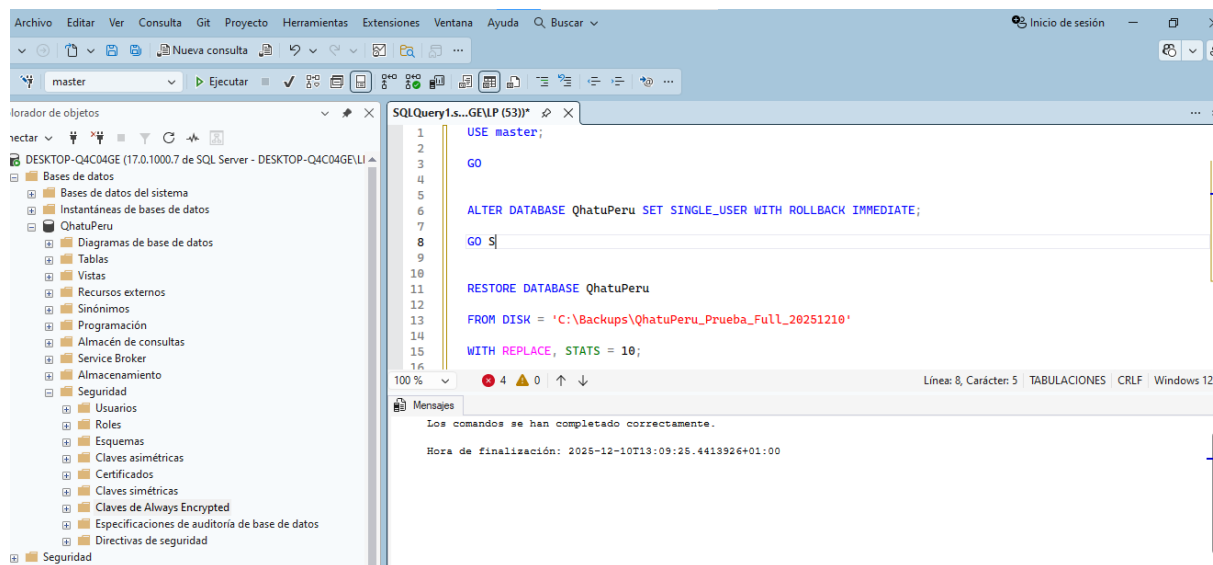 Archivo Editar Ver Consulta Git Proyecto Herramientas Extensiones Ventana Ayuda Buscar Inicio de sesión
Nueva consulta
master Ejecutar
lorador de objetos
nectar
DESKTOP-Q4C04GE (17.0.1000.7 de SQL Server - DESKTOP-Q4C04GE\LI
Bases de datos
Bases de datos del sistema
Instantáneas de bases de datos
QhatuPeru
Diagramas de base de datos
Tablas
Vistas
Recursos externos
Sinónimos
Programación
Almacén de consultas
Service Broker
Almacenamiento
Seguridad
Usuarios
Roles
Esquemas
Claves asimétricas
Certificados
Claves simétricas
Claves de Always Encrypted
Especificaciones de auditoría de base de datos
Directivas de seguridad
Seguridad
SQLQuery1.s...GE\LP (53))*
1 USE master;
2
3 GO
4
5
6 ALTER DATABASE QhatuPeru SET SINGLE_USER WITH ROLLBACK IMMEDIATE;
7
8 GO S
9
10
11 RESTORE DATABASE QhatuPeru
12
13 FROM DISK = 'C:\Backups\QhatuPeru_Prueba_Full_20251210'
14
15 WITH REPLACE, STATS = 10;
16
100 % 4 0 Línea: 8, Carácter: 5 TABULACIONES CRLF Windows 12
Mensajes
Los comandos se han completado correctamente.
Hora de finalización: 2025-12-10T13:09:25.4413926+01:00